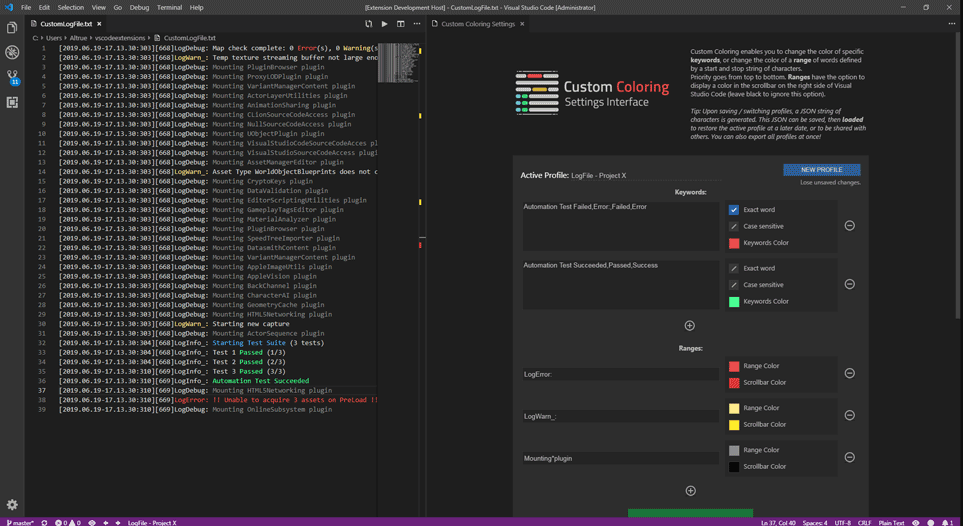 File Edit Selection View Go Debug Terminal Help
[Extension Development Host] - CustomLogFile.txt - Visual Studio Code [Administrator]
CustomLogFile.txt
C: > Users > Altrue > vscodeextensions > CustomLogFile.txt
1 [2019.06.19-17.13.30:303][668]LogDebug: Map check complete: 0 Error(s), 0 Warning(s
2 [2019.06.19-17.13.30:303][668]LogWarn_: Temp texture streaming buffer not large eno
3 [2019.06.19-17.13.30:303][668]LogDebug: Mounting PluginBrowser plugin
4 [2019.06.19-17.13.30:303][668]LogDebug: Mounting ProxyLODPlugin plugin
5 [2019.06.19-17.13.30:303][668]LogDebug: Mounting VariantManagerContent plugin
6 [2019.06.19-17.13.30:303][668]LogDebug: Mounting ActorLayerUtilities plugin
7 [2019.06.19-17.13.30:303][668]LogDebug: Mounting AnimationSharing plugin
8 [2019.06.19-17.13.30:303][668]LogDebug: Mounting CLionSourceCodeAccess plugin
9 [2019.06.19-17.13.30:303][668]LogDebug: Mounting NullSourceCodeAccess plugin
10 [2019.06.19-17.13.30:303][668]LogDebug: Mounting UObjectPlugin plugin
11 [2019.06.19-17.13.30:303][668]LogDebug: Mounting VisualStudioCodeSourceCodeAcces plug
12 [2019.06.19-17.13.30:303][668]LogDebug: Mounting VisualStudioSourceCodeAccess plugin
13 [2019.06.19-17.13.30:303][668]LogDebug: Mounting AssetManagerEditor plugin
14 [2019.06.19-17.13.30:303][668]LogWarn_: Asset Type WorldObjectBlueprints does not c
15 [2019.06.19-17.13.30:303][668]LogDebug: Mounting CryptoKeys plugin
16 [2019.06.19-17.13.30:303][668]LogDebug: Mounting DataValidation plugin
17 [2019.06.19-17.13.30:303][668]LogDebug: Mounting EditorScriptingUtilities plugin
18 [2019.06.19-17.13.30:303][668]LogDebug: Mounting GameplayTagsEditor plugin
19 [2019.06.19-17.13.30:303][668]LogDebug: Mounting MaterialAnalyzer plugin
20 [2019.06.19-17.13.30:303][668]LogDebug: Mounting PluginBrowser plugin
21 [2019.06.19-17.13.30:303][668]LogDebug: Mounting SpeedTreeImporter plugin
22 [2019.06.19-17.13.30:303][668]LogDebug: Mounting DatasmithContent plugin
23 [2019.06.19-17.13.30:303][668]LogDebug: Mounting VariantManagerContent plugin
24 [2019.06.19-17.13.30:303][668]LogDebug: Mounting AppleImageUtils plugin
25 [2019.06.19-17.13.30:303][668]LogDebug: Mounting AppleVision plugin
26 [2019.06.19-17.13.30:303][668]LogDebug: Mounting BackChannel plugin
27 [2019.06.19-17.13.30:303][668]LogDebug: Mounting CharacterAI plugin
28 [2019.06.19-17.13.30:303][668]LogDebug: Mounting GeometryCache plugin
29 [2019.06.19-17.13.30:303][668]LogDebug: Mounting HTML5Networking plugin
30 [2019.06.19-17.13.30:303][668]LogWarn_: Starting new capture
31 [2019.06.19-17.13.30:303][668]LogDebug: Mounting ActorSequence plugin
32 [2019.06.19-17.13.30:304][668]LogInfo_: Starting Test Suite (3 tests)
33 [2019.06.19-17.13.30:304][668]LogInfo_: Test 1 Passed (1/3)
34 [2019.06.19-17.13.30:304][668]LogInfo_: Test 2 Passed (2/3)
35 [2019.06.19-17.13.30:310][669]LogInfo_: Test 3 Passed (3/3)
36 [2019.06.19-17.13.30:310][669]LogInfo_: Automation Test Succeeded
37 [2019.06.19-17.13.30:310][669]LogDebug: Mounting HTML5Networking plugin
38 [2019.06.19-17.13.30:310][669]LogError: !! Unable to acquire 3 assets on PreLoad !!
39 [2019.06.19-17.13.30:310][669]LogDebug: Mounting OnlineSubsystem plugin
11
Custom Coloring Settings
Custom Coloring
Settings Interface
Custom Coloring enables you to change the color of specific
keywords, or change the color of a range of words defined
by a start and stop string of characters.
Priority goes from top to bottom. Ranges have the option to
display a color in the scrollbar on the right side of Visual
Studio Code (leave black to ignore this option).
Tip: Upon saving / switching profiles, a JSON string of
characters is generated. This JSON can be saved, then loaded
to restore the active profile at a later date, or to be shared with
others. You can also export all profiles at once!
Active Profile: LogFile - Project X
NEW PROFILE
Lose unsaved changes.
Keywords:
Automation Test Failed,Error:,Failed,Error
Exact word
Case sensitive
Keywords Color
Automation Test Succeeded,Passed,Success
Exact word
Case sensitive
Keywords Color
Ranges:
LogError:
Range Color
Scrollbar Color
LogWarn_:
Range Color
Scrollbar Color
Mounting*plugin
Range Color
Scrollbar Color
master* 0 0 LogFile - Project X Ln 37, Col 40 Spaces: 4 UTF-8 CRLF Plain Text 1